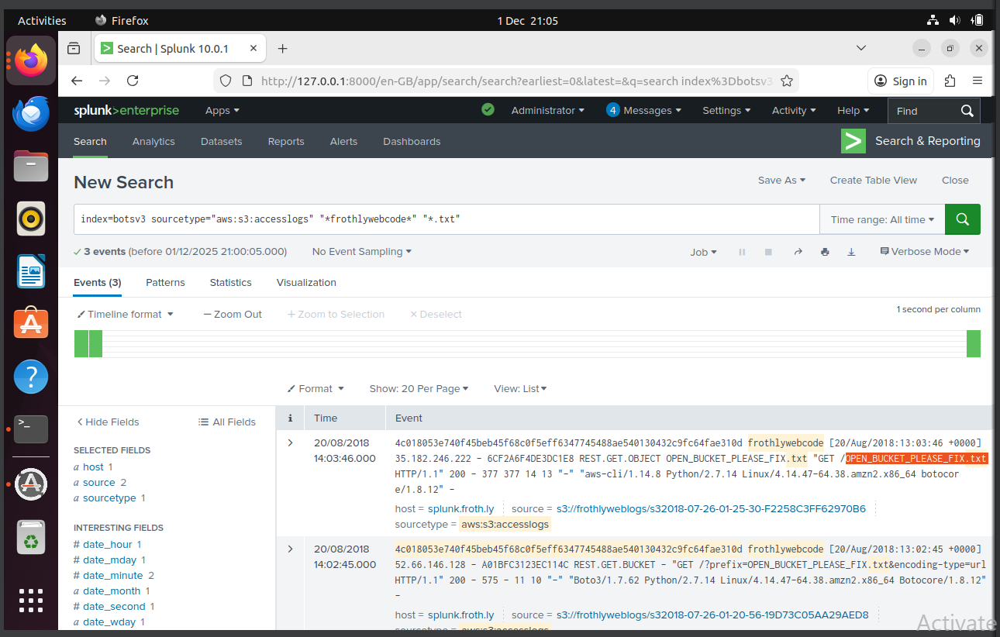 Activities Firefox 1 Dec 21:05
Search | Splunk 10.0.1
http://127.0.0.1:8000/en-GB/app/search/search?earliest=0&latest=&q=search index%3Dbotsv3 Sign in
splunk>enterprise Apps Administrator 4 Messages Settings Activity Help Find
Search Analytics Datasets Reports Alerts Dashboards Search & Reporting
New Search Save As Create Table View Close
index=botsv3 sourcetype="aws:s3:accesslogs" "*frothlywebcode*" "*.txt" Time range: All time
✓ 3 events (before 01/12/2025 21:00:05.000) No Event Sampling Job Verbose Mode
Events (3) Patterns Statistics Visualization
Timeline format — Zoom Out + Zoom to Selection × Deselect 1 second per column
Format Show: 20 Per Page View: List
< Hide Fields All Fields i Time Event
SELECTED FIELDS
a host 1
a source 2
a sourcetype 1
INTERESTING FIELDS
# date_hour 1
# date_mday 1
# date_minute 2
a date_month 1
# date_second 1
a date_wday 1
> 20/08/2018
14:03:46.000
4c018053e740f45beb45f68c0f5eff6347745488ae540130432c9fc64fae310d frothlywebcode [20/Aug/2018:13:03:46 +0000]
35.182.246.222 - 6CF2A6F4DE3DC1E8 REST.GET.OBJECT OPEN_BUCKET_PLEASE_FIX.txt "GET /OPEN_BUCKET_PLEASE_FIX.txt
HTTP/1.1" 200 - 377 377 14 13 "-" "aws-cli/1.14.8 Python/2.7.14 Linux/4.14.47-64.38.amzn2.x86_64 botocor
e/1.8.12" -
host = splunk.froth.ly source = s3://frothlyweblogs/s32018-07-26-01-25-30-F2258C3FF62970B6
sourcetype = aws:s3:accesslogs
> 20/08/2018
14:02:45.000
4c018053e740f45beb45f68c0f5eff6347745488ae540130432c9fc64fae310d frothlywebcode [20/Aug/2018:13:02:45 +0000]
52.66.146.128 - A01BFC3123EC114C REST.GET.BUCKET - "GET /?prefix=OPEN_BUCKET_PLEASE_FIX.txt&encoding-type=url
HTTP/1.1" 200 - 575 - 11 10 "-" "Boto3/1.7.62 Python/2.7.14 Linux/4.14.47-64.38.amzn2.x86_64 Botocore/1.8.12"
-
host = splunk.froth.ly source = s3://frothlyweblogs/s32018-07-26-01-20-56-19D73C05AA29AED8
sourcetype = aws:s3:accesslogs
Activate